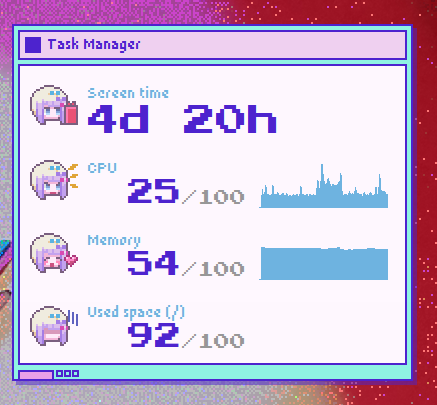 Task Manager
Screen time
4d 20h
CPU
25/100
Memory
54/100
Used space (/)
92/100